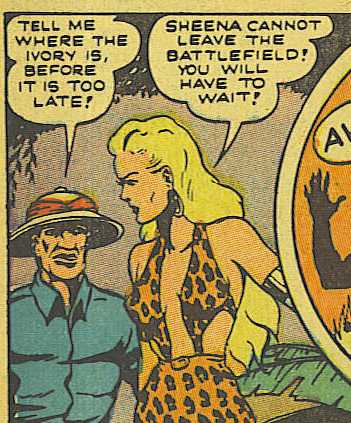 TELL ME
WHERE THE
IVORY IS,
BEFORE
IT IS TOO
LATE!
SHEENA CANNOT
LEAVE THE
BATTLEFIELD!
YOU WILL
HAVE TO
WAIT!